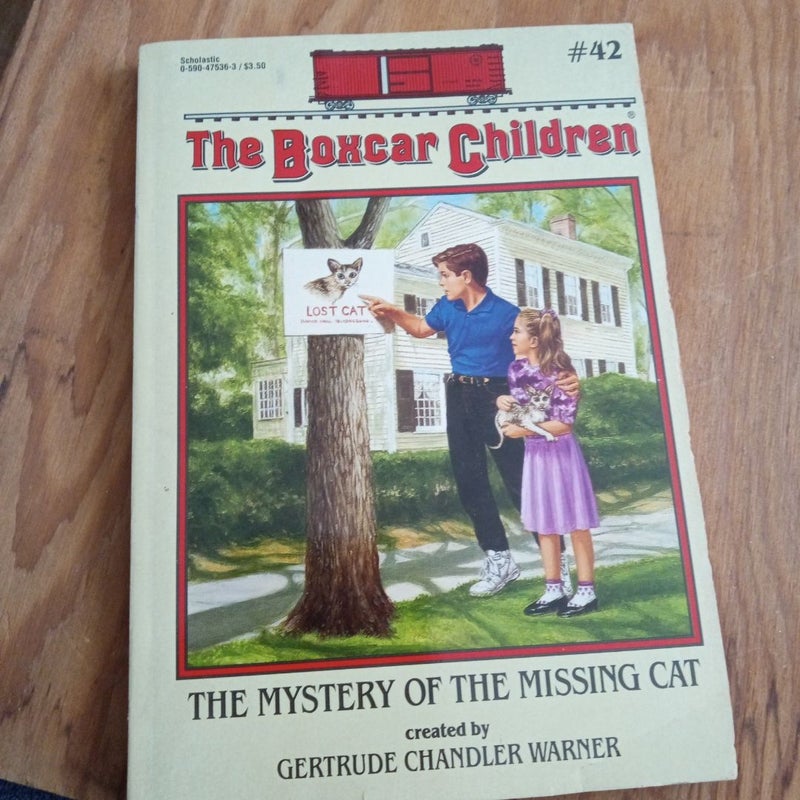 Scholastic
0-590-47536-3 / $3.50
#42
The Boxcar Children®
LOST CAT
THE MYSTERY OF THE MISSING CAT
created by
GERTRUDE CHANDLER WARNER